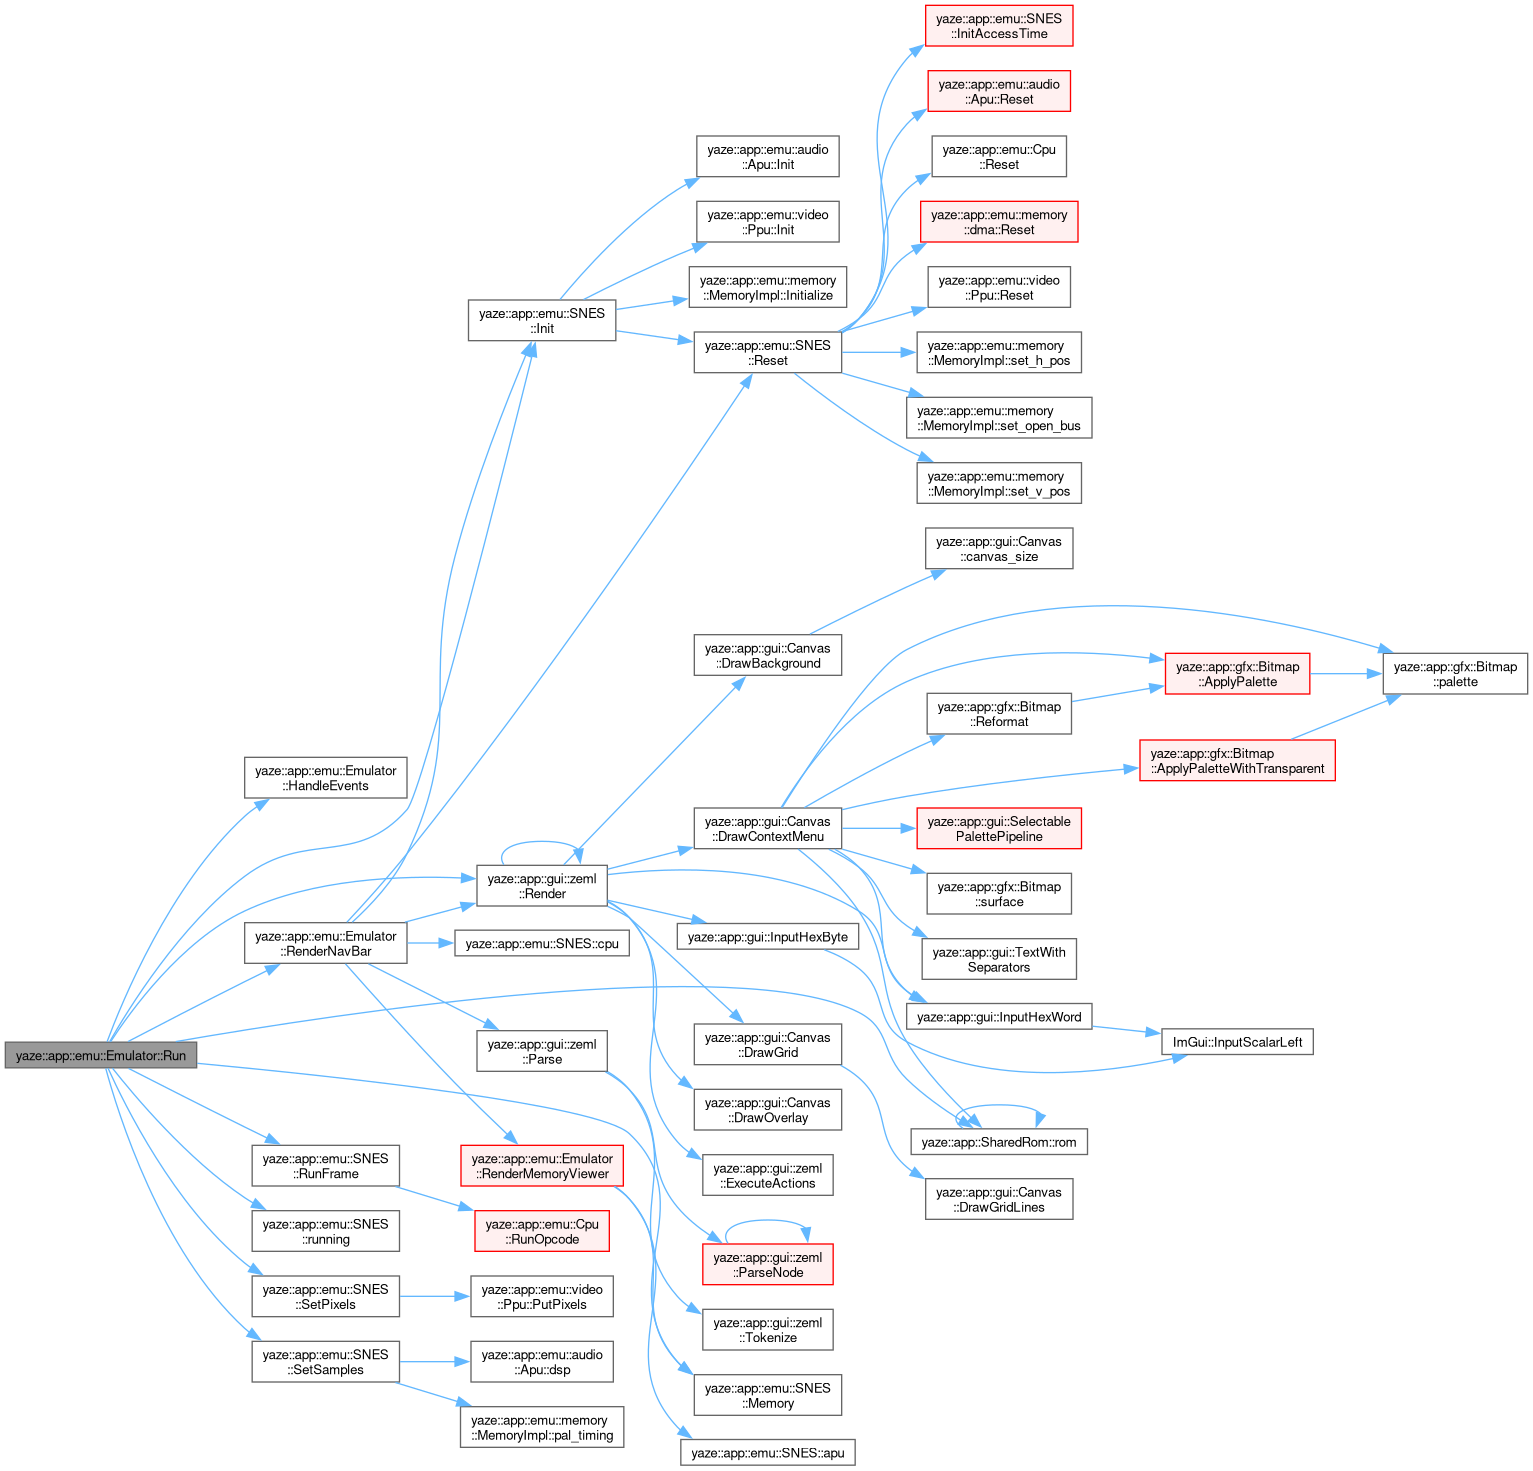 yaze::app::emu::SNES
::InitAccessTime
yaze::app::emu::audio
::Apu::Reset
yaze::app::emu::audio
::Apu::Init
yaze::app::emu::Cpu
::Reset
yaze::app::emu::video
::Ppu::Init
yaze::app::emu::memory
::dma::Reset
yaze::app::emu::memory
::MemoryImpl::Initialize
yaze::app::emu::video
::Ppu::Reset
yaze::app::emu::SNES
::Init
yaze::app::emu::SNES
::Reset
yaze::app::emu::memory
::MemoryImpl::set_h_pos
yaze::app::emu::memory
::MemoryImpl::set_open_bus
yaze::app::emu::memory
::MemoryImpl::set_v_pos
yaze::app::gui::Canvas
::canvas_size
yaze::app::gui::Canvas
::DrawBackground
yaze::app::gfx::Bitmap
::ApplyPalette
yaze::app::gfx::Bitmap
::palette
yaze::app::gfx::Bitmap
::Reformat
yaze::app::gfx::Bitmap
::ApplyPaletteWithTransparent
yaze::app::emu::Emulator
::HandleEvents
yaze::app::gui::Canvas
::DrawContextMenu
yaze::app::gui::Selectable
PalettePipeline
yaze::app::gui::zeml
::Render
yaze::app::gfx::Bitmap
::surface
yaze::app::emu::Emulator
::RenderNavBar
yaze::app::emu::SNES::cpu
yaze::app::gui::InputHexByte
yaze::app::gui::TextWith
Separators
yaze::app::gui::InputHexWord
yaze::app::emu::Emulator::Run
yaze::app::gui::zeml
::Parse
yaze::app::gui::Canvas
::DrawGrid
ImGui::InputScalarLeft
yaze::app::gui::Canvas
::DrawOverlay
yaze::app::SharedRom::rom
yaze::app::emu::SNES
::RunFrame
yaze::app::emu::Emulator
::RenderMemoryViewer
yaze::app::gui::zeml
::ExecuteActions
yaze::app::gui::Canvas
::DrawGridLines
yaze::app::emu::SNES
::running
yaze::app::emu::Cpu
::RunOpcode
yaze::app::gui::zeml
::ParseNode
yaze::app::emu::SNES
::SetPixels
yaze::app::emu::video
::Ppu::PutPixels
yaze::app::gui::zeml
::Tokenize
yaze::app::emu::SNES
::SetSamples
yaze::app::emu::audio
::Apu::dsp
yaze::app::emu::SNES
::Memory
yaze::app::emu::memory
::MemoryImpl::pal_timing
yaze::app::emu::SNES::apu